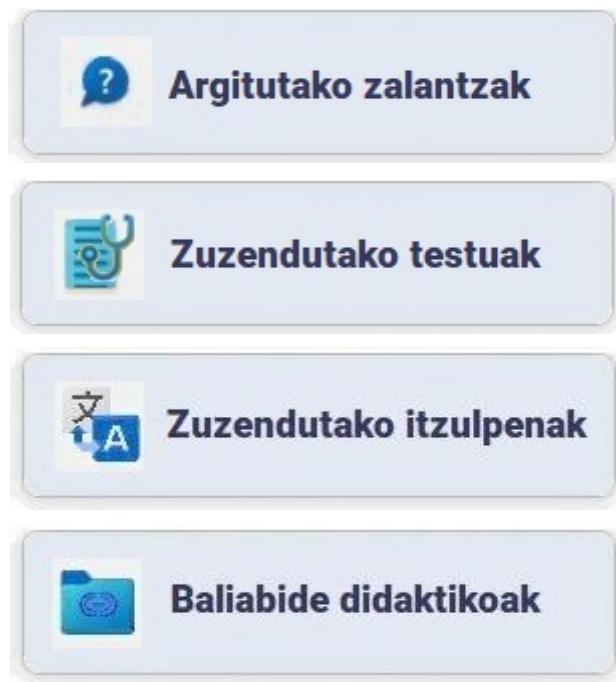 Argitutako zalantzak
Zuzendutako testuak
Zuzendutako itzulpenak
Baliabide didaktikoak